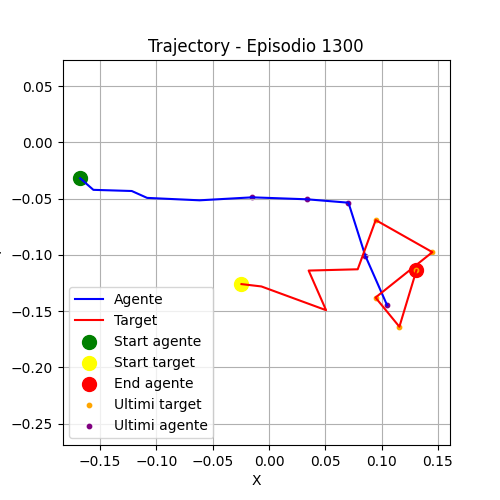 Trajectory - Episodio 1300
0.05
0.00
−0.05
−0.10
−0.15
−0.20
−0.25
Agente
Target
Start agente
Start target
End agente
Ultimi target
Ultimi agente
−0.15 −0.10 −0.05 0.00 0.05 0.10 0.15
X